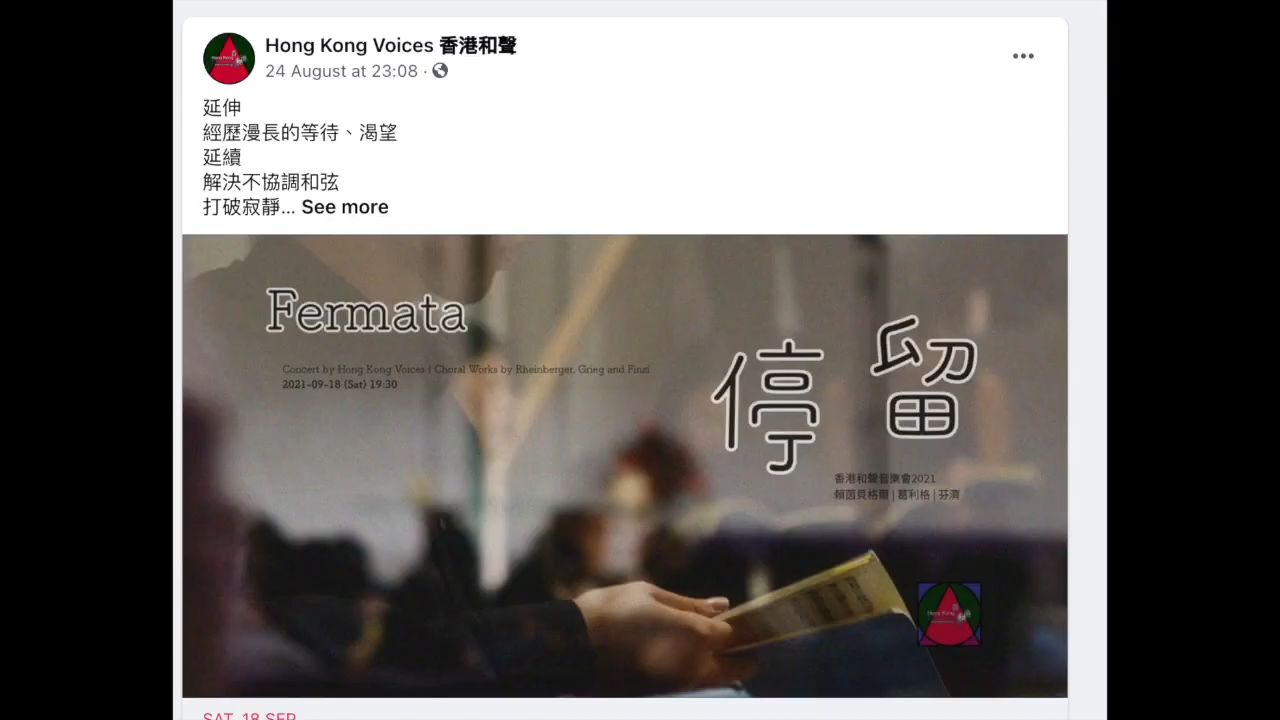 Hong Kong Voices 香港和聲
24 August at 23:08 ·
延伸
經歷漫長的等待、渴望
延續
解決不協調和弦
打破寂靜... See more
Fermata
Concert by Hong Kong Voices | Choral Works by Rheinberger, Grieg and Finzi
2021-09-18 (Sat) 19:30
停留
香港和聲音樂會2021
賴茵貝格爾 | 葛利格 | 芬濟
Hong Kong
SAT, 18 SEP